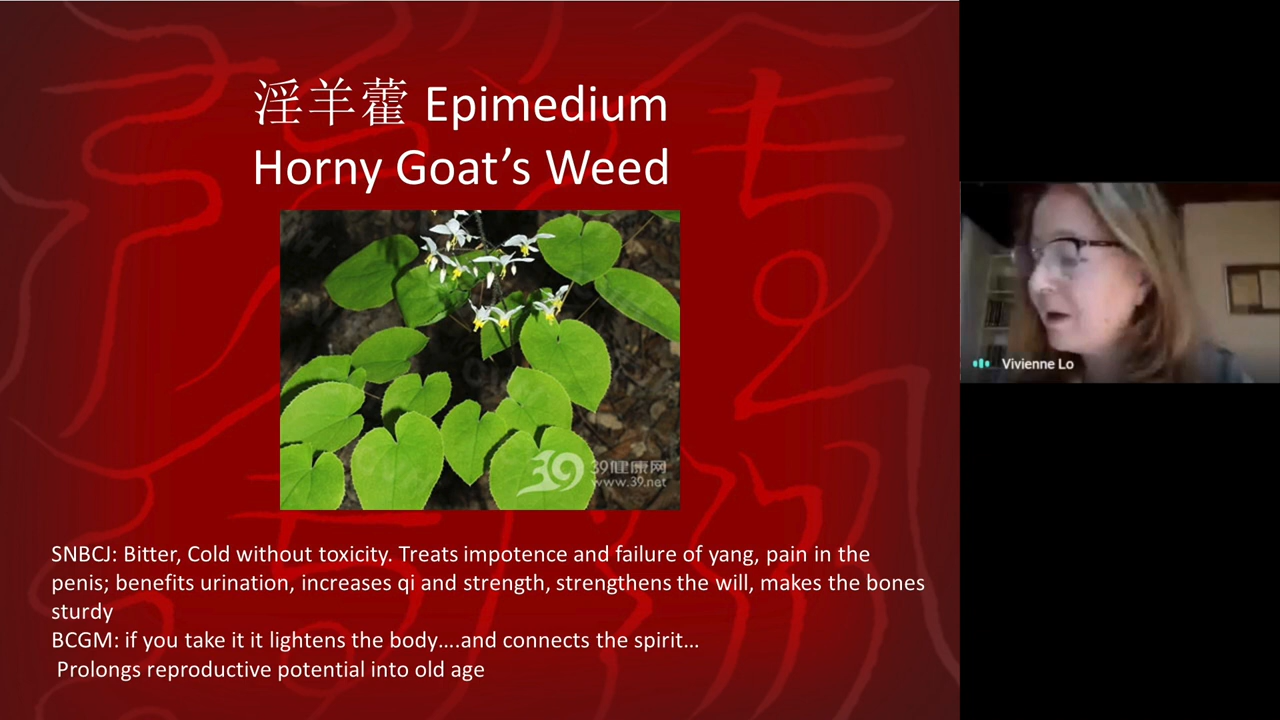 淫羊藿 Epimedium
Horny Goat’s Weed
39健康网
www.39.net
SNBCJ: Bitter, Cold without toxicity. Treats impotence and failure of yang, pain in the
penis; benefits urination, increases qi and strength, strengthens the will, makes the bones
sturdy
BCGM: if you take it it lightens the body….and connects the spirit…
Prolongs reproductive potential into old age
Vivienne Lo